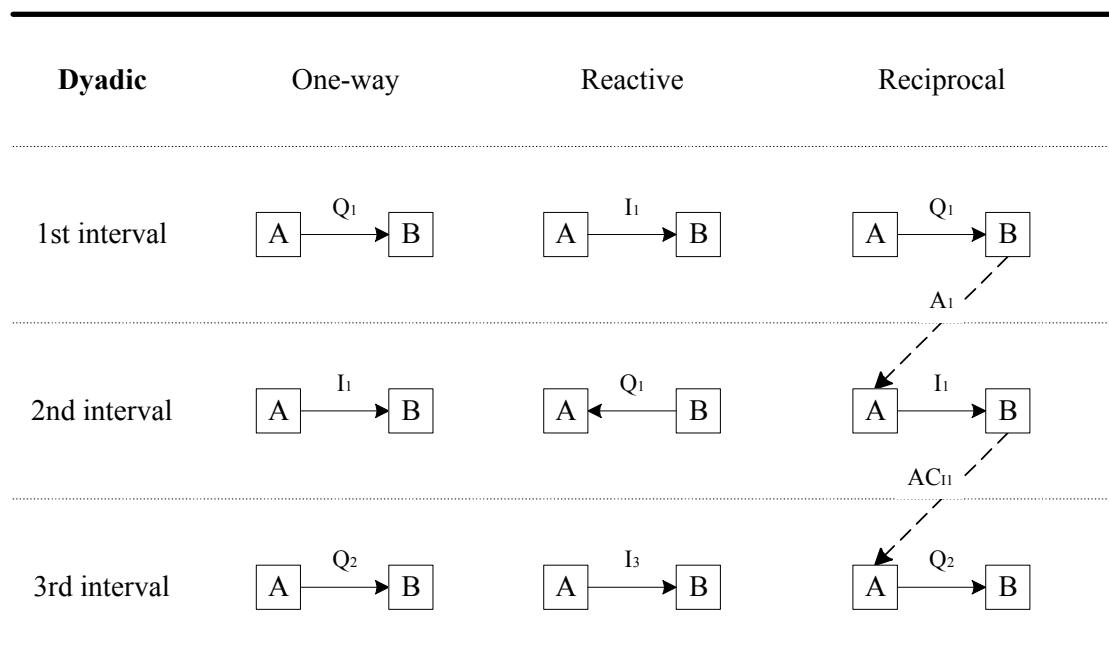 Dyadic One-way Reactive Reciprocal
Q1 I1 Q1
1st interval A B A B A B
A1
I1 Q1 I1
2nd interval A B A B A B
ACI1
Q2 I3 Q2
3rd interval A B A B A B